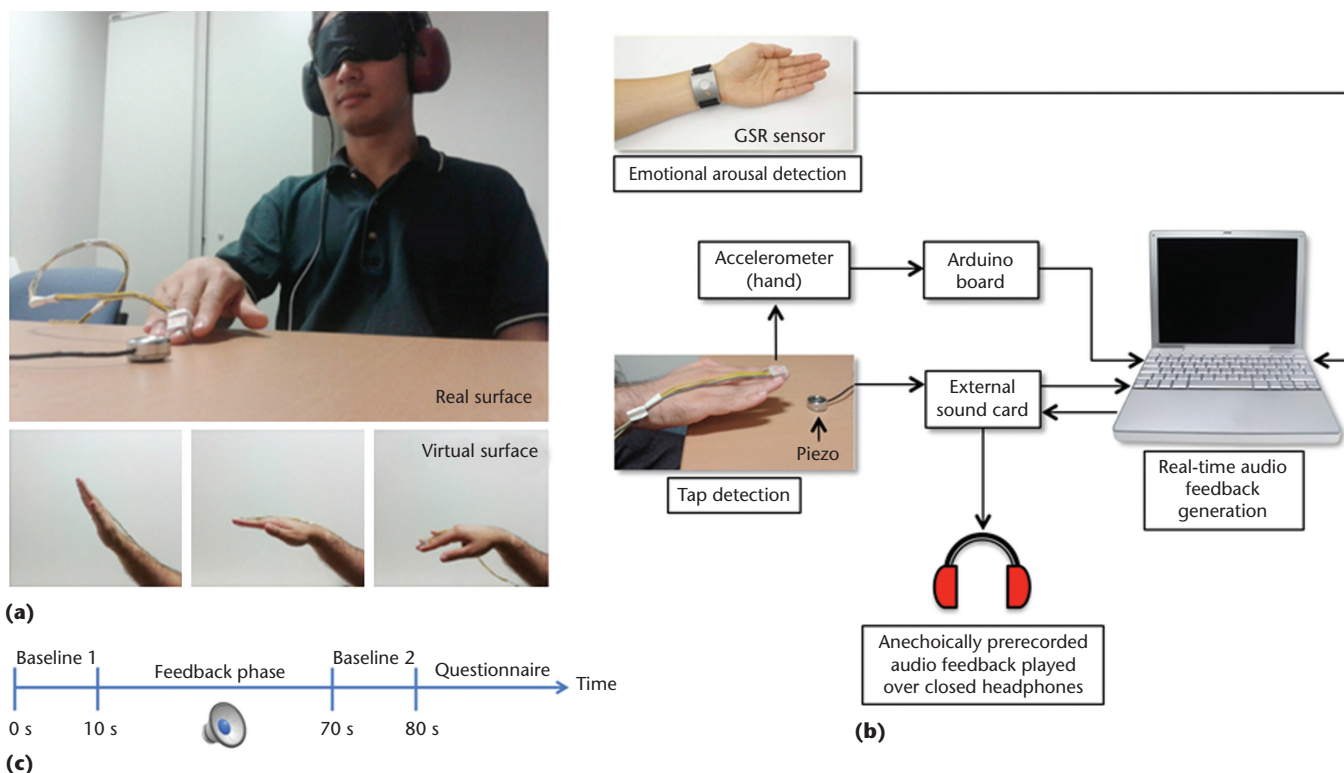 Real surface
Virtual surface
(a)
GSR sensor
Emotional arousal detection
Accelerometer
(hand)
Arduino
board
External
sound card
Piezo
Tap detection
Real-time audio
feedback
generation
Anechoically prerecorded
audio feedback played
over closed headphones
(b)
Baseline 1
Feedback phase
Baseline 2
Questionnaire
Time
0 s
10 s
70 s
80 s
(c)